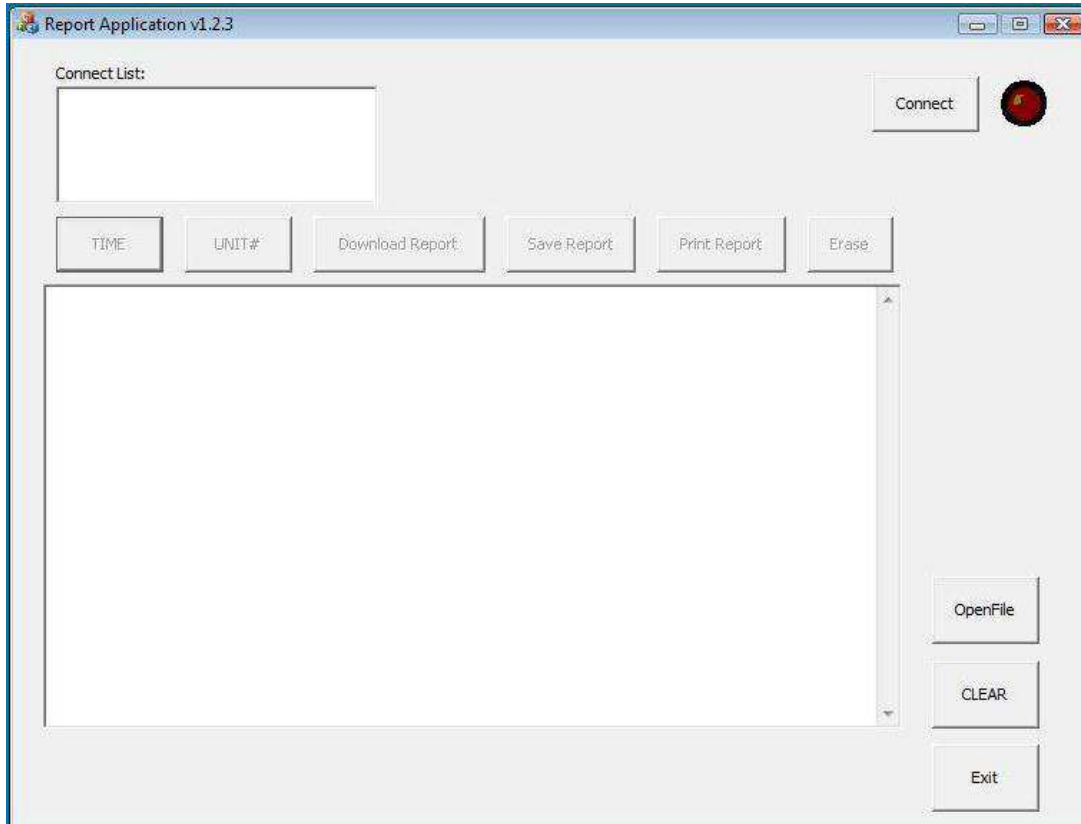 Report Application v1.2.3
Connect List:
Connect
TIME
UNIT#
Download Report
Save Report
Print Report
Erase
OpenFile
CLEAR
Exit